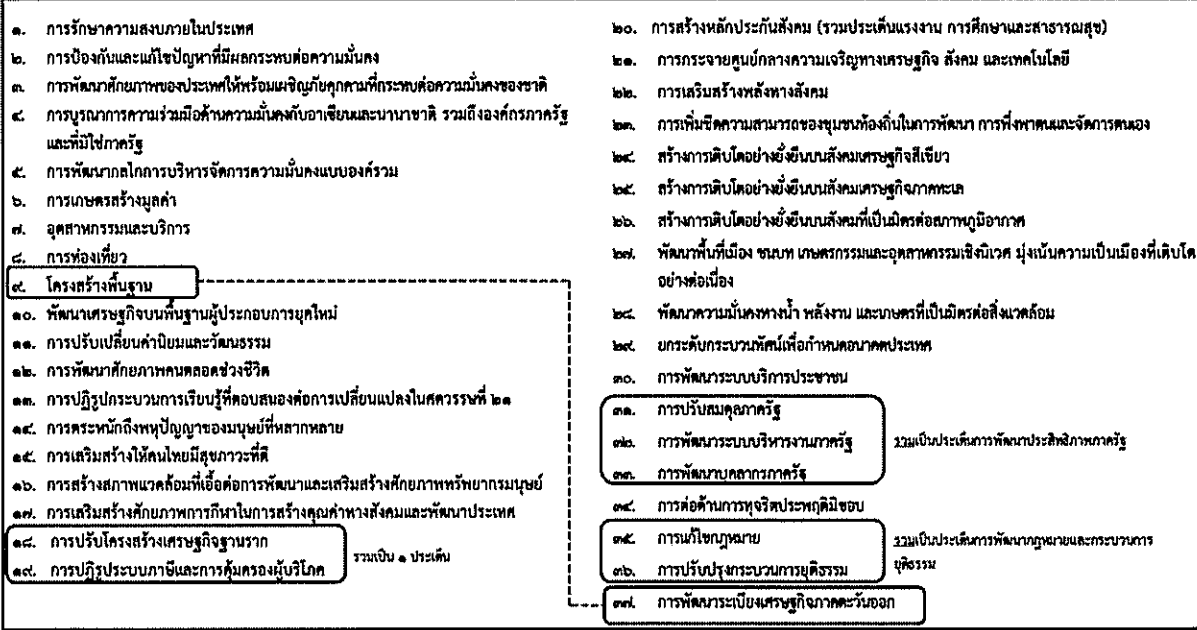 ๑. การรักษาความสงบภายในประเทศ
๒. การป้องกันและแก้ไขปัญหาที่มีผลกระทบต่อความมั่นคง
๓. การพัฒนาศักยภาพของประเทศให้พร้อมเผชิญภัยคุกคามที่กระทบต่อความมั่นคงของชาติ
๔. การบูรณาการความร่วมมือด้านความมั่นคงกับอาเซียนและนานาชาติ รวมถึงองค์กรภาครัฐ
และที่มิใช่ภาครัฐ
๕. การพัฒนากลไกการบริหารจัดการความมั่นคงแบบองค์รวม
๖. การเกษตรสร้างมูลค่า
๗. อุตสาหกรรมและบริการ
๘. การท่องเที่ยว
๙. โครงสร้างพื้นฐาน
๑๐. พัฒนาเศรษฐกิจบนพื้นฐานผู้ประกอบการยุคใหม่
๑๑. การปรับเปลี่ยนค่านิยมและวัฒนธรรม
๑๒. การพัฒนาศักยภาพคนตลอดช่วงชีวิต
๑๓. การปฏิรูปกระบวนการเรียนรู้ที่ตอบสนองต่อการเปลี่ยนแปลงในศตวรรษที่ ๒๑
๑๔. การตระหนักถึงพหุปัญญาของมนุษย์ที่หลากหลาย
๑๕. การเสริมสร้างให้คนไทยมีสุขภาวะที่ดี
๑๖. การสร้างสภาพแวดล้อมที่เอื้อต่อการพัฒนาและเสริมสร้างศักยภาพทรัพยากรมนุษย์
๑๗. การเสริมสร้างศักยภาพการกีฬาในการสร้างคุณค่าทางสังคมและพัฒนาประเทศ
๑๘. การปรับโครงสร้างเศรษฐกิจฐานราก
๑๙. การปฏิรูประบบภาษีและการคุ้มครองผู้บริโภค
รวมเป็น ๑ ประเด็น
๒๐. การสร้างหลักประกันสังคม (รวมประเด็นแรงงาน การศึกษาและสาธารณสุข)
๒๑. การกระจายศูนย์กลางความเจริญทางเศรษฐกิจ สังคม และเทคโนโลยี
๒๒. การเสริมสร้างพลังทางสังคม
๒๓. การเพิ่มขีดความสามารถของชุมชนท้องถิ่นในการพัฒนา การพึ่งพาตนและจัดการตนเอง
๒๔. สร้างการเติบโตอย่างยั่งยืนบนสังคมเศรษฐกิจสีเขียว
๒๕. สร้างการเติบโตอย่างยั่งยืนบนสังคมเศรษฐกิจภาคทะเล
๒๖. สร้างการเติบโตอย่างยั่งยืนบนสังคมที่เป็นมิตรต่อสภาพภูมิอากาศ
๒๗. พัฒนาพื้นที่เมือง ชนบท เกษตรกรรมและอุตสาหกรรมเชิงนิเวศ มุ่งเน้นความเป็นเมืองที่เติบโต
อย่างต่อเนื่อง
๒๘. พัฒนาความมั่นคงทางน้ำ พลังงาน และเกษตรที่เป็นมิตรต่อสิ่งแวดล้อม
๒๙. ยกระดับกระบวนทัศน์เพื่อกำหนดอนาคตประเทศ
๓๐. การพัฒนาระบบบริการประชาชน
๓๑. การปรับสมดุลภาครัฐ
๓๒. การพัฒนาระบบบริหารงานภาครัฐ
๓๓. การพัฒนาบุคลากรภาครัฐ
รวมเป็นประเด็นการพัฒนาประสิทธิภาพภาครัฐ
๓๔. การต่อต้านการทุจริตประพฤติมิชอบ
๓๕. การแก้ไขกฎหมาย
๓๖. การปรับปรุงกระบวนการยุติธรรม
รวมเป็นประเด็นการพัฒนากฎหมายและกระบวนการ
ยุติธรรม
๓๗. การพัฒนาระเบียงเศรษฐกิจภาคตะวันออก